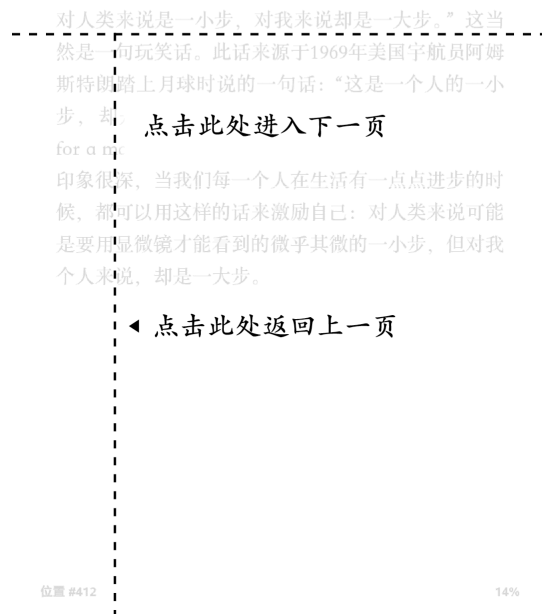 对人类来说是一小步，对我来说却是一大步。”这当
然是一句玩笑话。此话来源于1969年美国宇航员阿姆
斯特朗踏上月球时说的一句话：“这是一个人的一小
步，却
点击此处进入下一页
for a
印象很深，当我们每一个人在生活有一点点进步的时
候，都可以用这样的话来激励自己：对人类来说可能
是要用显微镜才能看到的微乎其微的一小步，但对我
个人来说，却是一大步。
点击此处返回上一页
位置 #412
14%